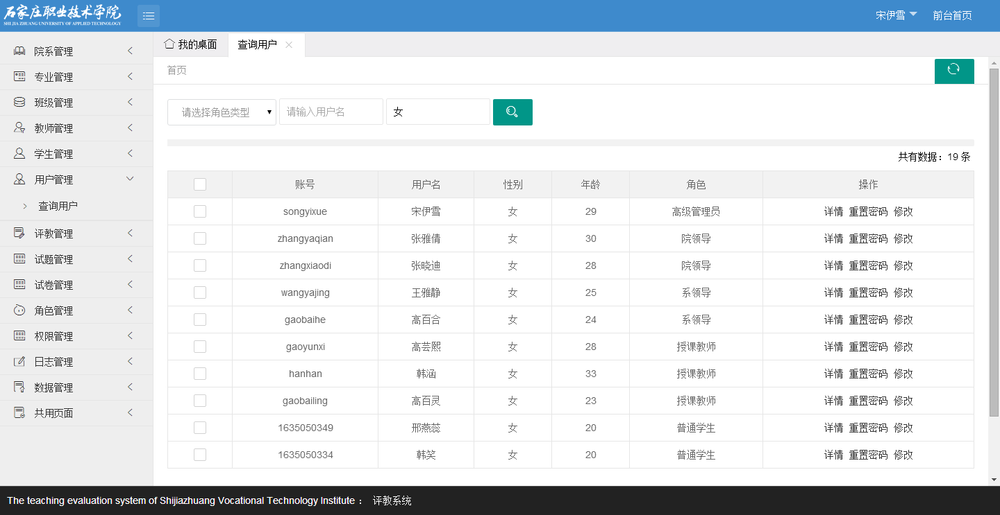 石家庄职业技术学院
SHI JIA ZHUANG UNIVERSITY OF APPLIED TECHNOLOGY
宋伊雪 前台首页
院系管理
专业管理
班级管理
教师管理
学生管理
用户管理
查询用户
评教管理
试题管理
试卷管理
角色管理
权限管理
日志管理
数据管理
共用页面
我的桌面 查询用户
首页
请选择角色类型 请输入用户名 女
共有数据：19 条
账号 用户名 性别 年龄 角色 操作
songyixue 宋伊雪 女 29 高级管理员 详情 重置密码 修改
zhangyaqian 张雅倩 女 30 院领导 详情 重置密码 修改
zhangxiaodi 张晓迪 女 28 院领导 详情 重置密码 修改
wangyajing 王雅静 女 25 系领导 详情 重置密码 修改
gaobaihe 高百合 女 24 系领导 详情 重置密码 修改
gaoyunxi 高芸熙 女 28 授课教师 详情 重置密码 修改
hanhan 韩涵 女 33 授课教师 详情 重置密码 修改
gaobailing 高百灵 女 23 授课教师 详情 重置密码 修改
1635050349 邢燕蕊 女 20 普通学生 详情 重置密码 修改
1635050334 韩笑 女 20 普通学生 详情 重置密码 修改
The teaching evaluation system of Shijiazhuang Vocational Technology Institute ： 评教系统